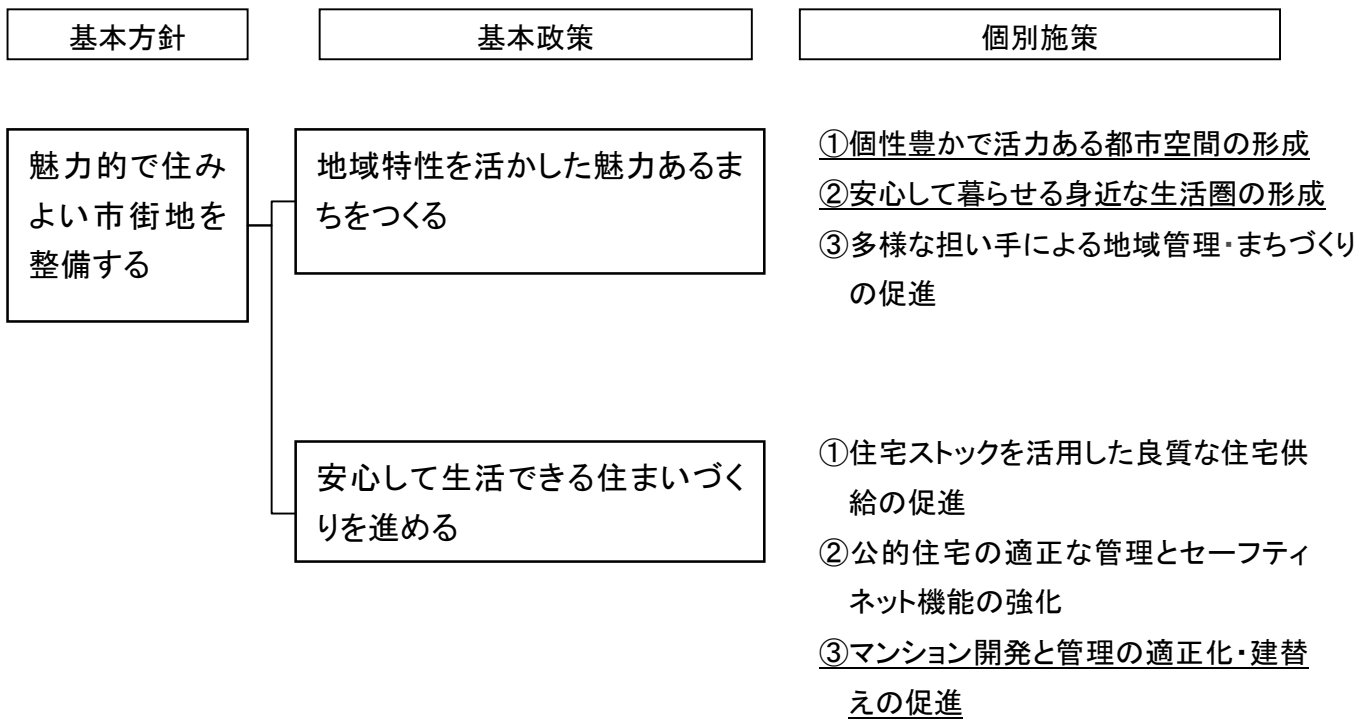 基本方針
基本政策
個別施策
魅力的で住み
よい市街地を
整備する
地域特性を活かした魅力あるま
ちをつくる
①個性豊かで活力ある都市空間の形成
②安心して暮らせる身近な生活圏の形成
③多様な担い手による地域管理・まちづくり
の促進
安心して生活できる住まいづく
りを進める
①住宅ストックを活用した良質な住宅供
給の促進
②公的住宅の適正な管理とセーフティ
ネット機能の強化
③マンション開発と管理の適正化・建替
えの促進